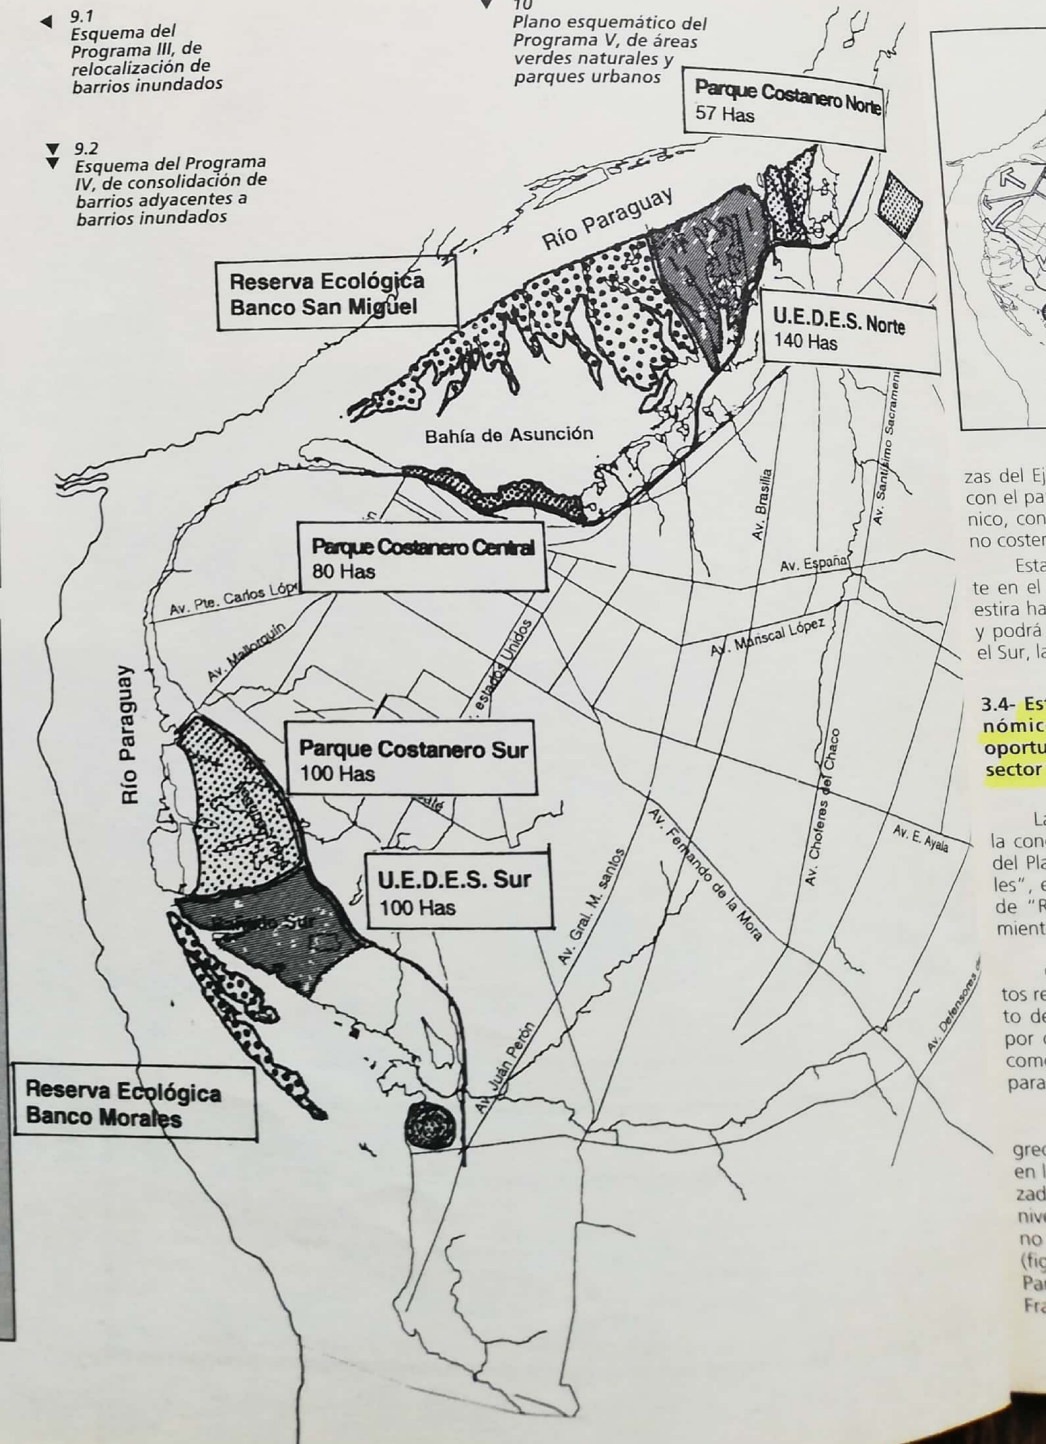 9.1
Esquema del
Programa III, de
relocalización de
barrios inundados
9.2
Esquema del Programa
IV, de consolidación de
barrios adyacentes a
barrios inundados
10
Plano esquemático del
Programa V, de áreas
verdes naturales y
parques urbanos
Parque Costanero Norte
57 Has
Río Paraguay
Reserva Ecológica
Banco San Miguel
U.E.D.E.S. Norte
140 Has
Bahía de Asunción
Av. Brasilia
Av. Santísimo Sacramen
Parque Costanero Central
80 Has
Av. España
Av. Pte. Carlos Lóp
Av. Mallorquín
Av. Mariscal López
estados Unidos
Río Paraguay
Parque Costanero Sur
100 Has
Av. Choferes del Chaco
Av. E. Ayala
Av. Fernando de la Mora
U.E.D.E.S. Sur
100 Has
Sur
Av. Gral. M. santos
Av. Defensores
Av. Juán Perón
Reserva Ecológica
Banco Morales
zas del Ej
con el pa
nico, con
no coster
Esta
te en el
estira ha
y podrá
el Sur, la
3.4- Est
nómic
oportu
sector
La
la con
del Pla
les", e
de "R
mient
tos re
to de
por
com
para
gre
en l
zad
nive
no
(fig
Pa
Fra